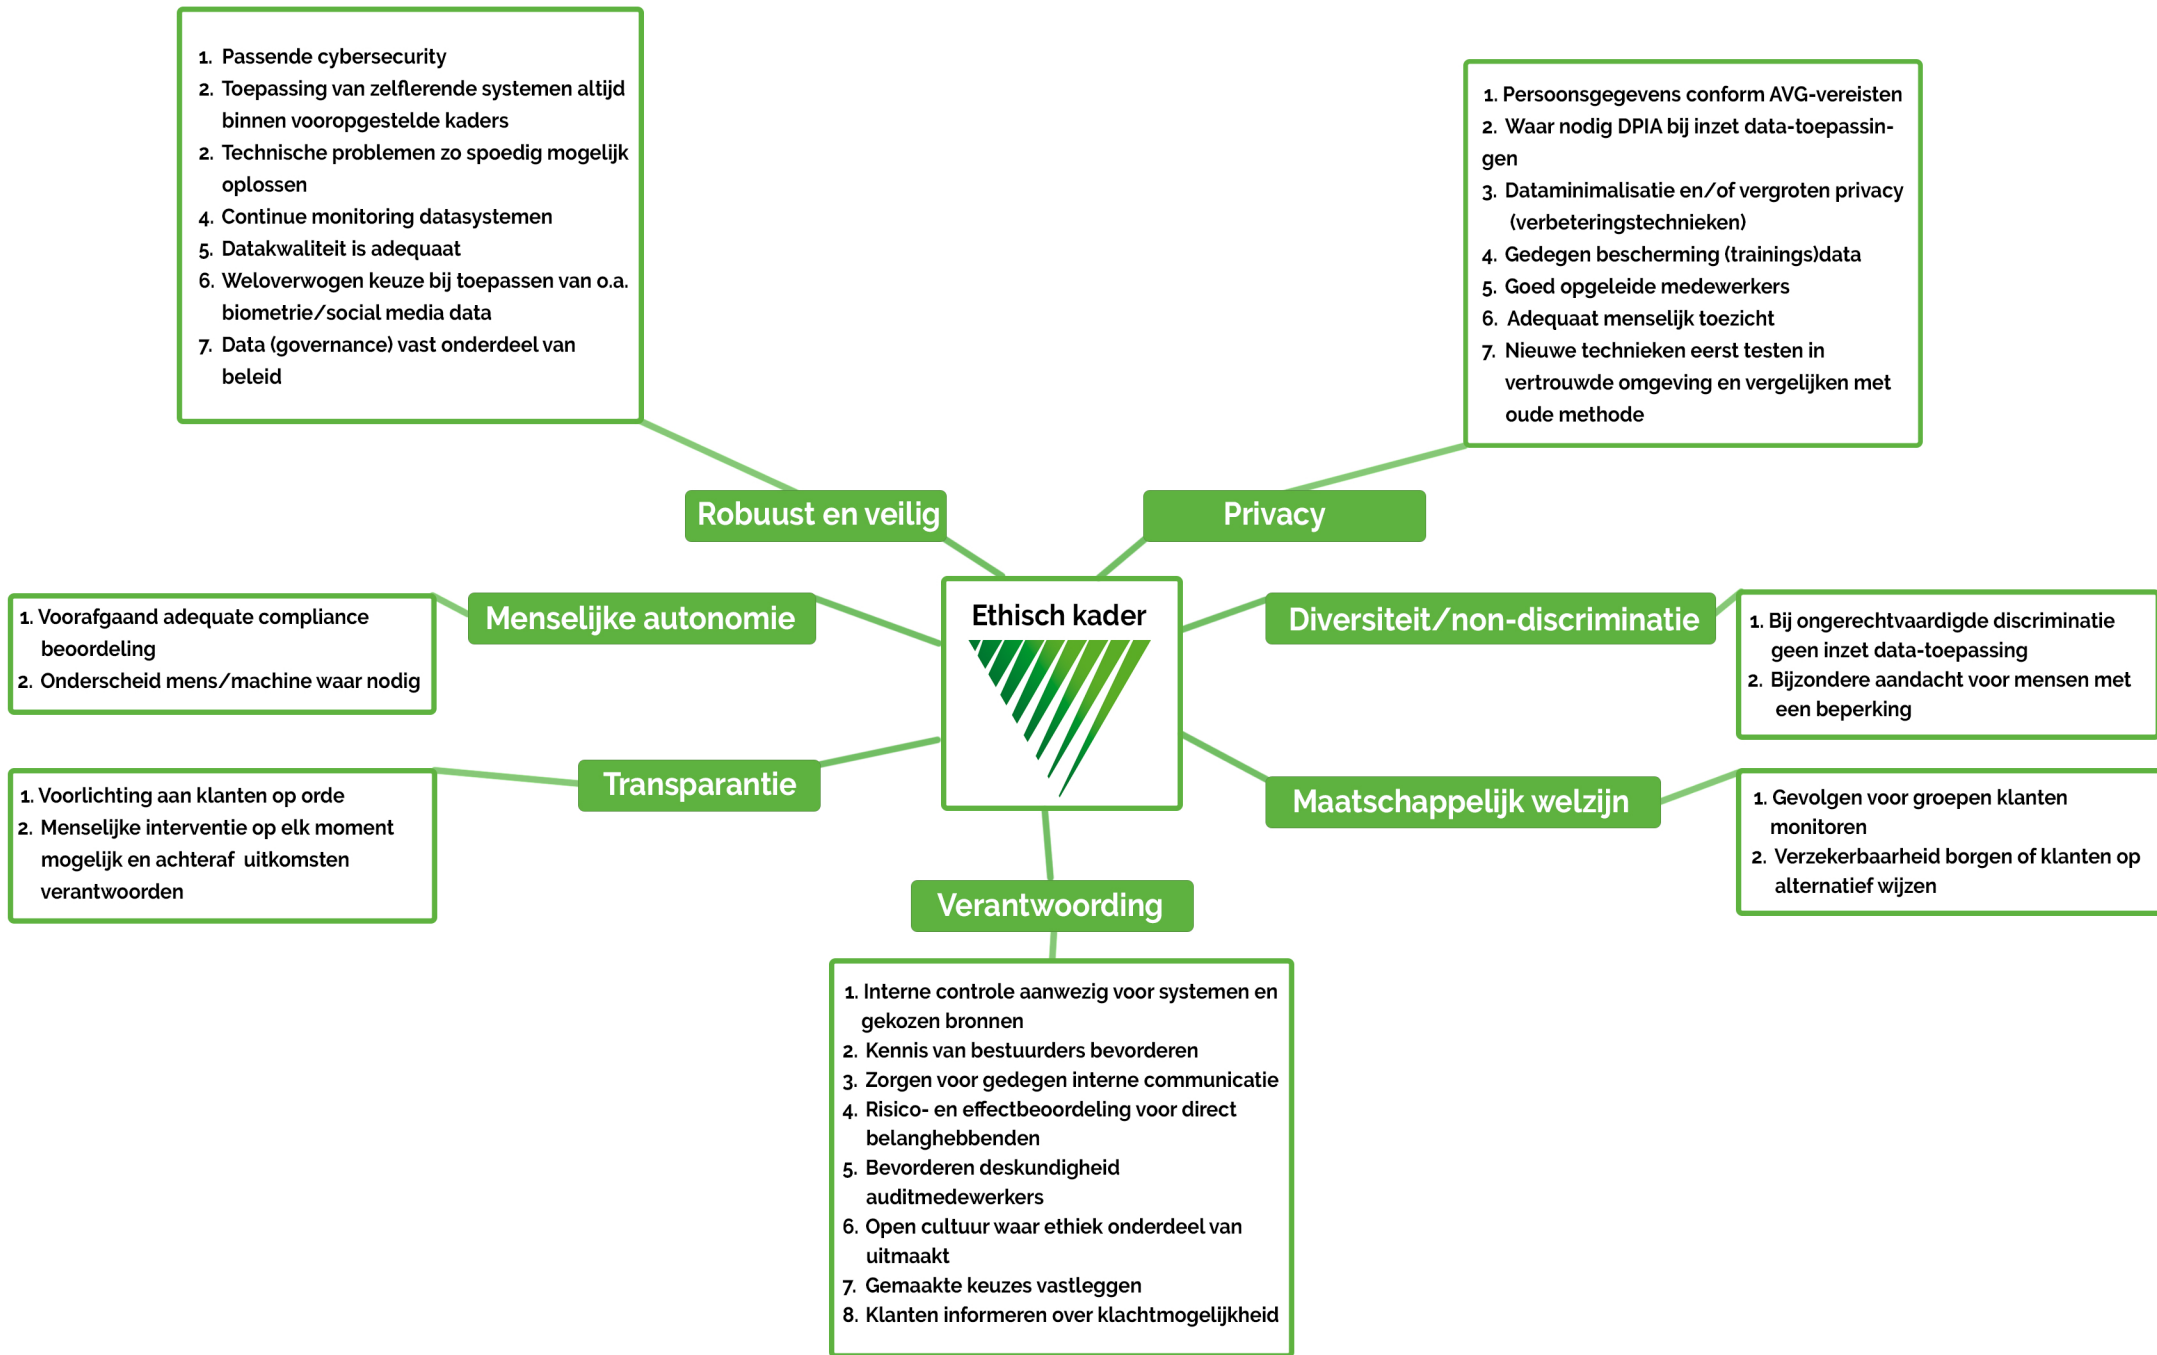 1. Passende cybersecurity
2. Toepassing van zelflerende systemen altijd
binnen vooropgestelde kaders
2. Technische problemen zo spoedig mogelijk
oplossen
4. Continue monitoring datasystemen
5. Datakwaliteit is adequaat
6. Weloverwogen keuze bij toepassen van o.a.
biometrie/social media data
7. Data (governance) vast onderdeel van
beleid
1. Persoonsgegevens conform AVG-vereisten
2. Waar nodig DPIA bij inzet data-toepassin-
gen
3. Dataminimalisatie en/of vergroten privacy
(verbeteringstechnieken)
4. Gedegen bescherming (trainings)data
5. Goed opgeleide medewerkers
6. Adequaat menselijk toezicht
7. Nieuwe technieken eerst testen in
vertrouwde omgeving en vergelijken met
oude methode
Robuust en veilig
Privacy
Ethisch kader
Menselijke autonomie
1. Voorafgaand adequate compliance
beoordeling
2. Onderscheid mens/machine waar nodig
Diversiteit/non-discriminatie
1. Bij ongerechtvaardigde discriminatie
geen inzet data-toepassing
2. Bijzondere aandacht voor mensen met
een beperking
Transparantie
1. Voorlichting aan klanten op orde
2. Menselijke interventie op elk moment
mogelijk en achteraf uitkomsten
verantwoorden
Maatschappelijk welzijn
1. Gevolgen voor groepen klanten
monitoren
2. Verzekerbaarheid borgen of klanten op
alternatief wijzen
Verantwoording
1. Interne controle aanwezig voor systemen en
gekozen bronnen
2. Kennis van bestuurders bevorderen
3. Zorgen voor gedegen interne communicatie
4. Risico- en effectbeoordeling voor direct
belanghebbenden
5. Bevorderen deskundigheid
auditmedewerkers
6. Open cultuur waar ethiek onderdeel van
uitmaakt
7. Gemaakte keuzes vastleggen
8. Klanten informeren over klachtmogelijkheid